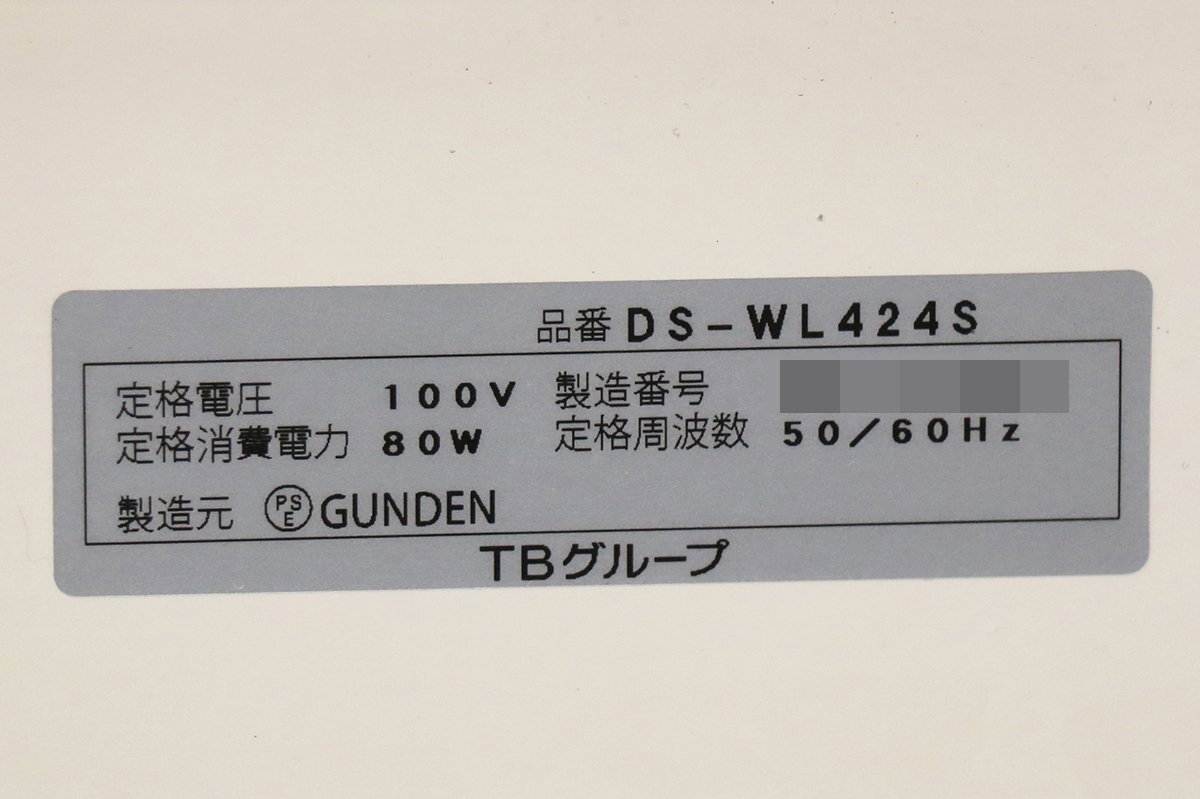 品番 DS-WL424S
定格電圧 100V 製造番号
定格消費電力 80W 定格周波数 50/60Hz
製造元 PSE GUNDEN
TBグループ